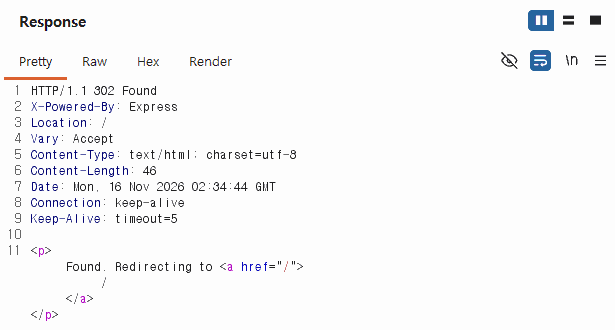 Response
Pretty Raw Hex Render \n
1 HTTP/1.1 302 Found
2 X-Powered-By: Express
3 Location: /
4 Vary: Accept
5 Content-Type: text/html; charset=utf-8
6 Content-Length: 46
7 Date: Mon, 16 Nov 2026 02:34:44 GMT
8 Connection: keep-alive
9 Keep-Alive: timeout=5
10
11 <p>
Found. Redirecting to <a href="/">
/
</a>
</p>